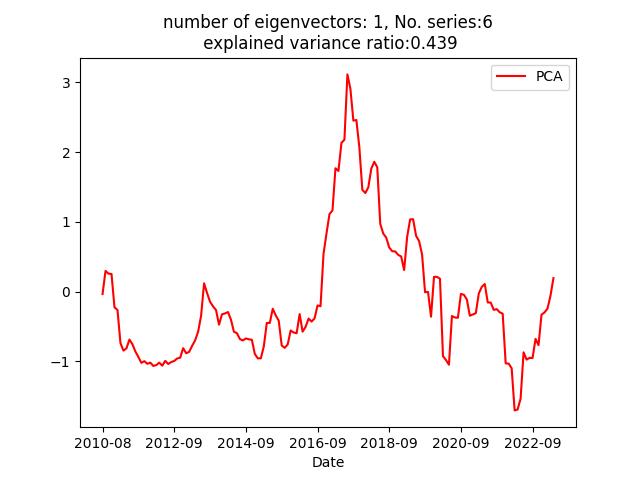 number of eigenvectors: 1, No. series:6
explained variance ratio:0.439
PCA
3
2
1
0
−1
2010-08 2012-09 2014-09 2016-09 2018-09 2020-09 2022-09
Date